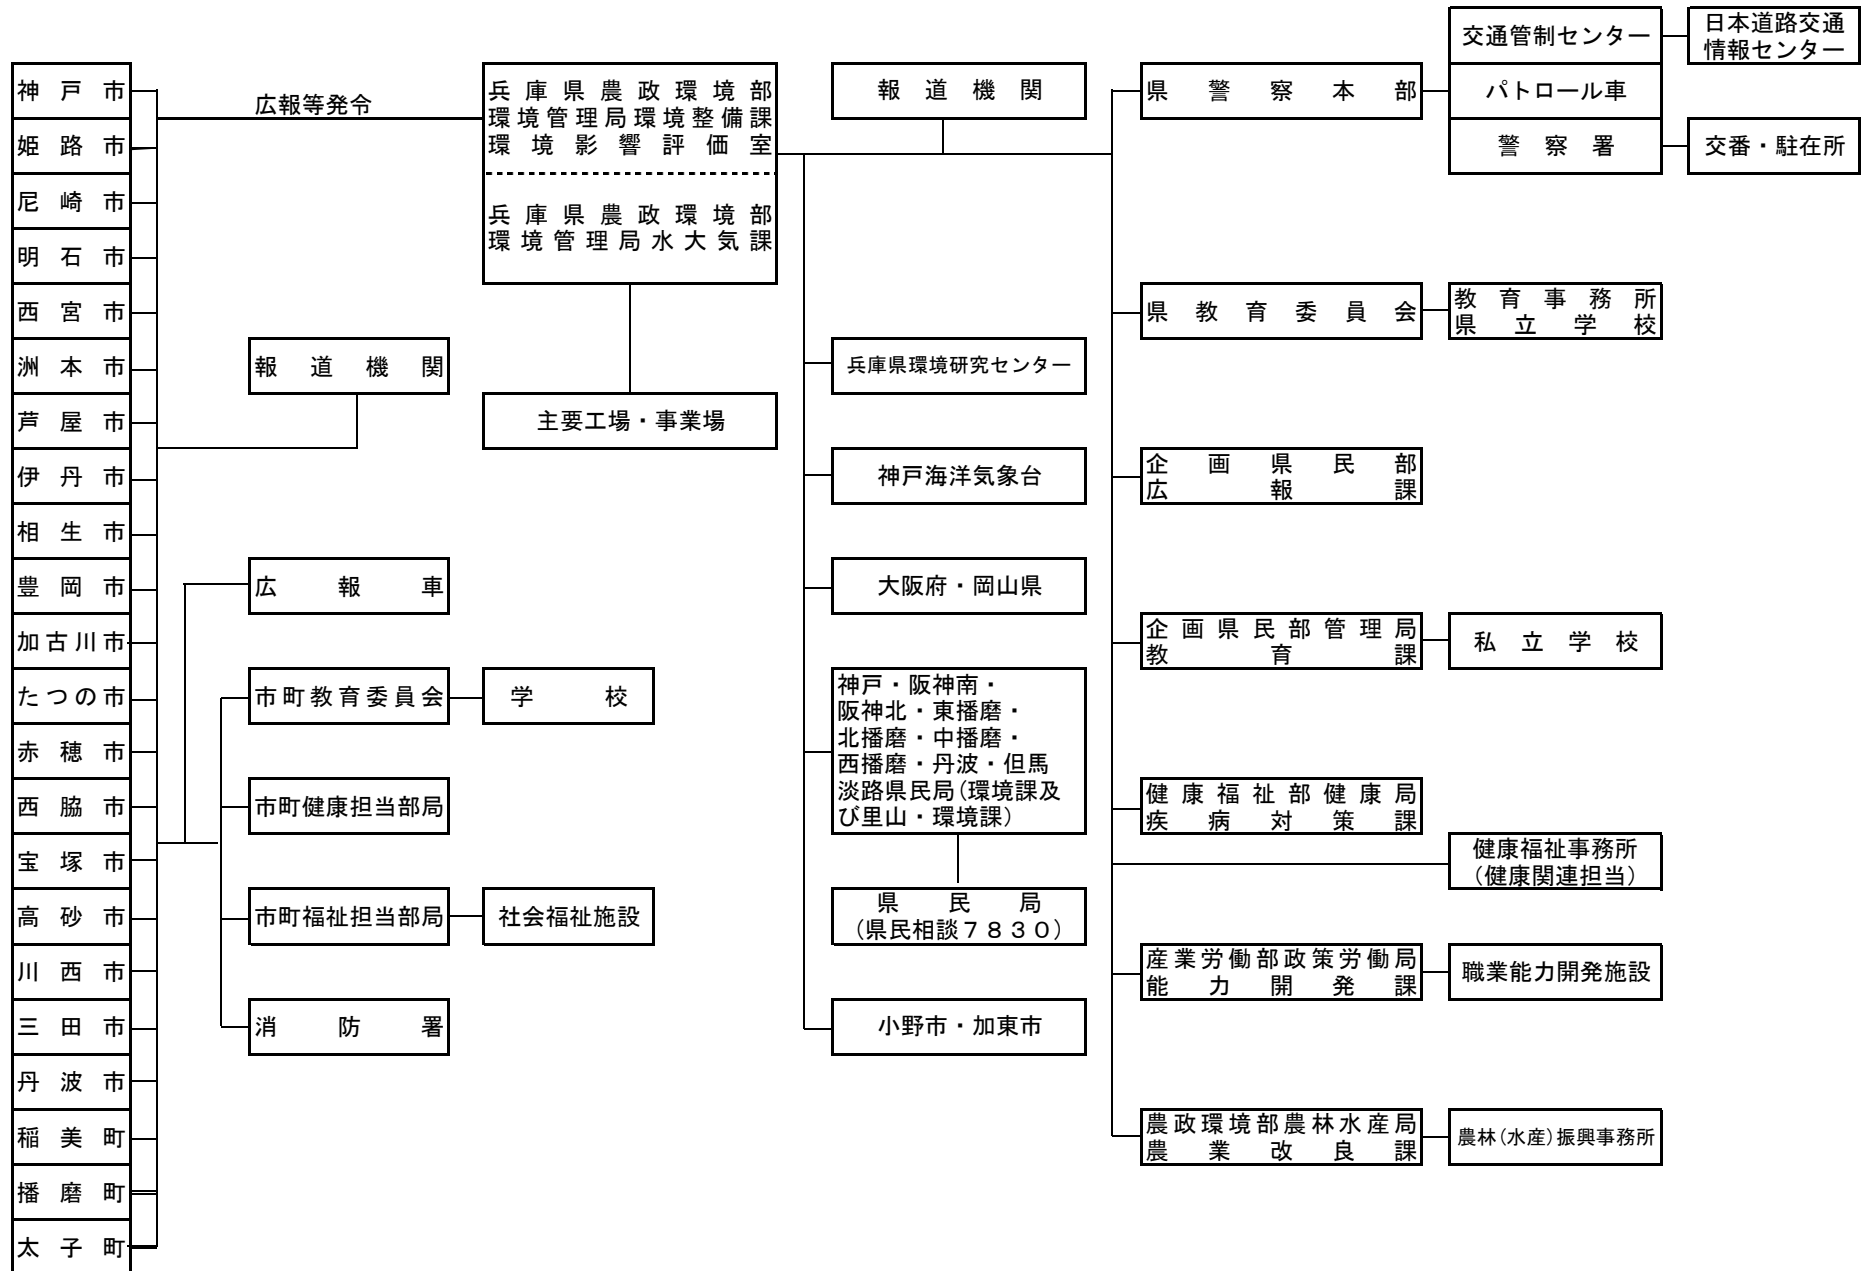 神戸市
姫路市
尼崎市
明石市
西宮市
洲本市
芦屋市
伊丹市
相生市
豊岡市
加古川市
たつの市
赤穂市
西脇市
宝塚市
高砂市
川西市
三田市
丹波市
稲美町
播磨町
太子町
広報等発令
報道機関
広報車
市町教育委員会
市町健康担当部局
市町福祉担当部局
消防署
兵庫県農政環境部
環境管理局環境整備課
環境影響評価室
兵庫県農政環境部
環境管理局水大気課
主要工場・事業場
学校
社会福祉施設
報道機関
兵庫県環境研究センター
神戸海洋気象台
大阪府・岡山県
神戸・阪神南・
阪神北・東播磨・
北播磨・中播磨・
西播磨・丹波・但馬
淡路県民局(環境課及
び里山・環境課)
県民局
(県民相談7830)
小野市・加東市
県警察本部
県教育委員会
企画県民部
広報課
企画県民部管理局
教育課
健康福祉部健康局
疾病対策課
産業労働部政策労働局
能力開発課
農政環境部農林水産局
農業改良課
交通管制センター
パトロール車
警察署
教育事務所
県立学校
私立学校
健康福祉事務所
(健康関連担当)
職業能力開発施設
農林(水産)振興事務所
日本道路交通
情報センター
交番・駐在所